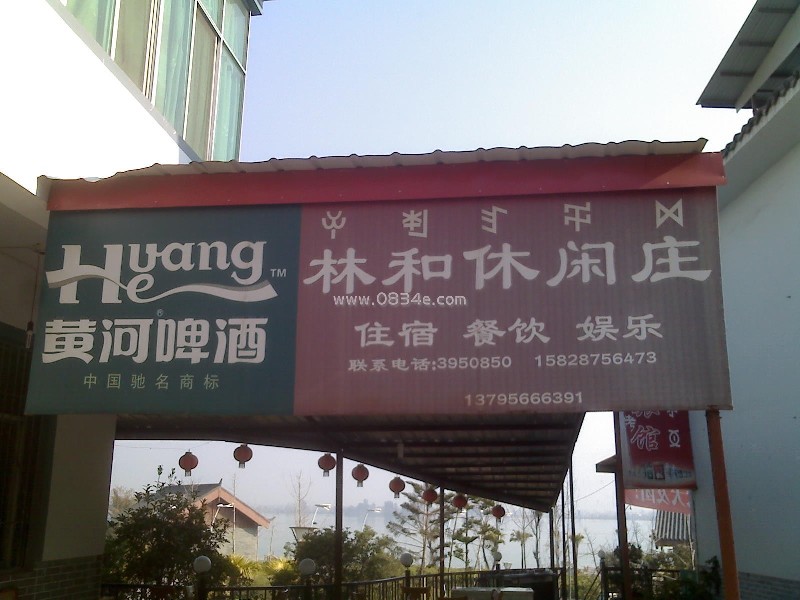 Huang
He TM
黄河啤酒®
中国驰名商标
林和休闲庄
www.0834e.com
住宿 餐饮 娱乐
联系电话:3950850 15828756473
13795666391
馆